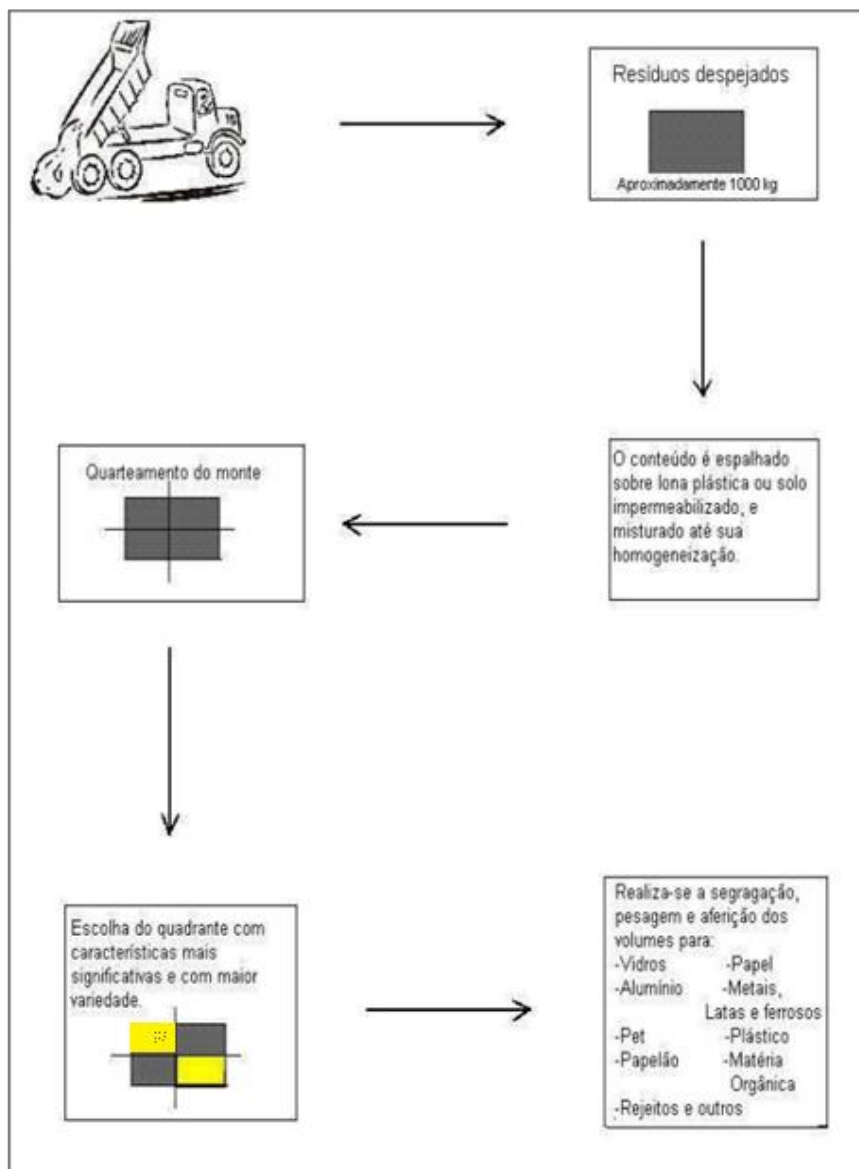 Resíduos despejados
Aproximadamente 1000 kg
O conteúdo é espalhado
sobre lona plástica ou solo
impermeabilizado, e
misturado até sua
homogeneização.
Quarteamento do monte
Escolha do quadrante com
características mais
significativas e com maior
variedade.
Realiza-se a segragação,
pesagem e aferição dos
volumes para:
-Vidros -Papel
-Alumínio -Metais,
Latas e ferrosos
-Pet -Plástico
-Papelão -Matéria
Orgânica
-Rejeitos e outros